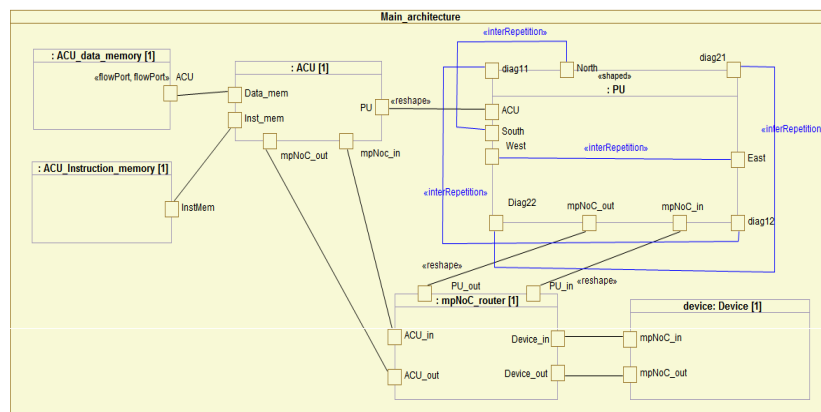 Main_architecture
«interRepetition»
: ACU_data_memory [1]
«flowPort, flowPort» ACU
: ACU [1]
Data_mem
Inst_mem
PU
«reshape»
mpNoC_out
mpNoc_in
diag11
North
«shaped»
diag21
: PU
ACU
South
West
«interRepetition»
«interRepetition»
East
: ACU_Instruction_memory [1]
InstMem
«interRepetition»
Diag22
mpNoC_out
mpNoC_in
diag12
«reshape»
PU_out
PU_in
«reshape»
: mpNoC_router [1]
device: Device [1]
ACU_in
Device_in
mpNoC_in
ACU_out
Device_out
mpNoC_out